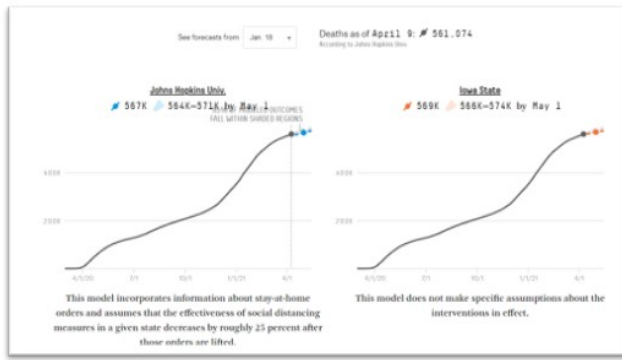 See forecasts from Jan 18
Deaths as of April 9: 561,074
According to Johns Hopkins Univ.
Johns Hopkins Univ.
567K 564K–571K by May 1
OUTCOMES
FALL WITHIN SHADED REGIONS
400K
200K
4/1/20 7/1 10/1 1/1/21 4/1
This model incorporates information about stay-at-home
orders and assumes that the effectiveness of social distancing
measures in a given state decreases by roughly 25 percent after
those orders are lifted.
Iowa State
569K 566K–574K by May 1
400K
200K
4/1/20 7/1 10/1 1/1/21 4/1
This model does not make specific assumptions about the
interventions in effect.